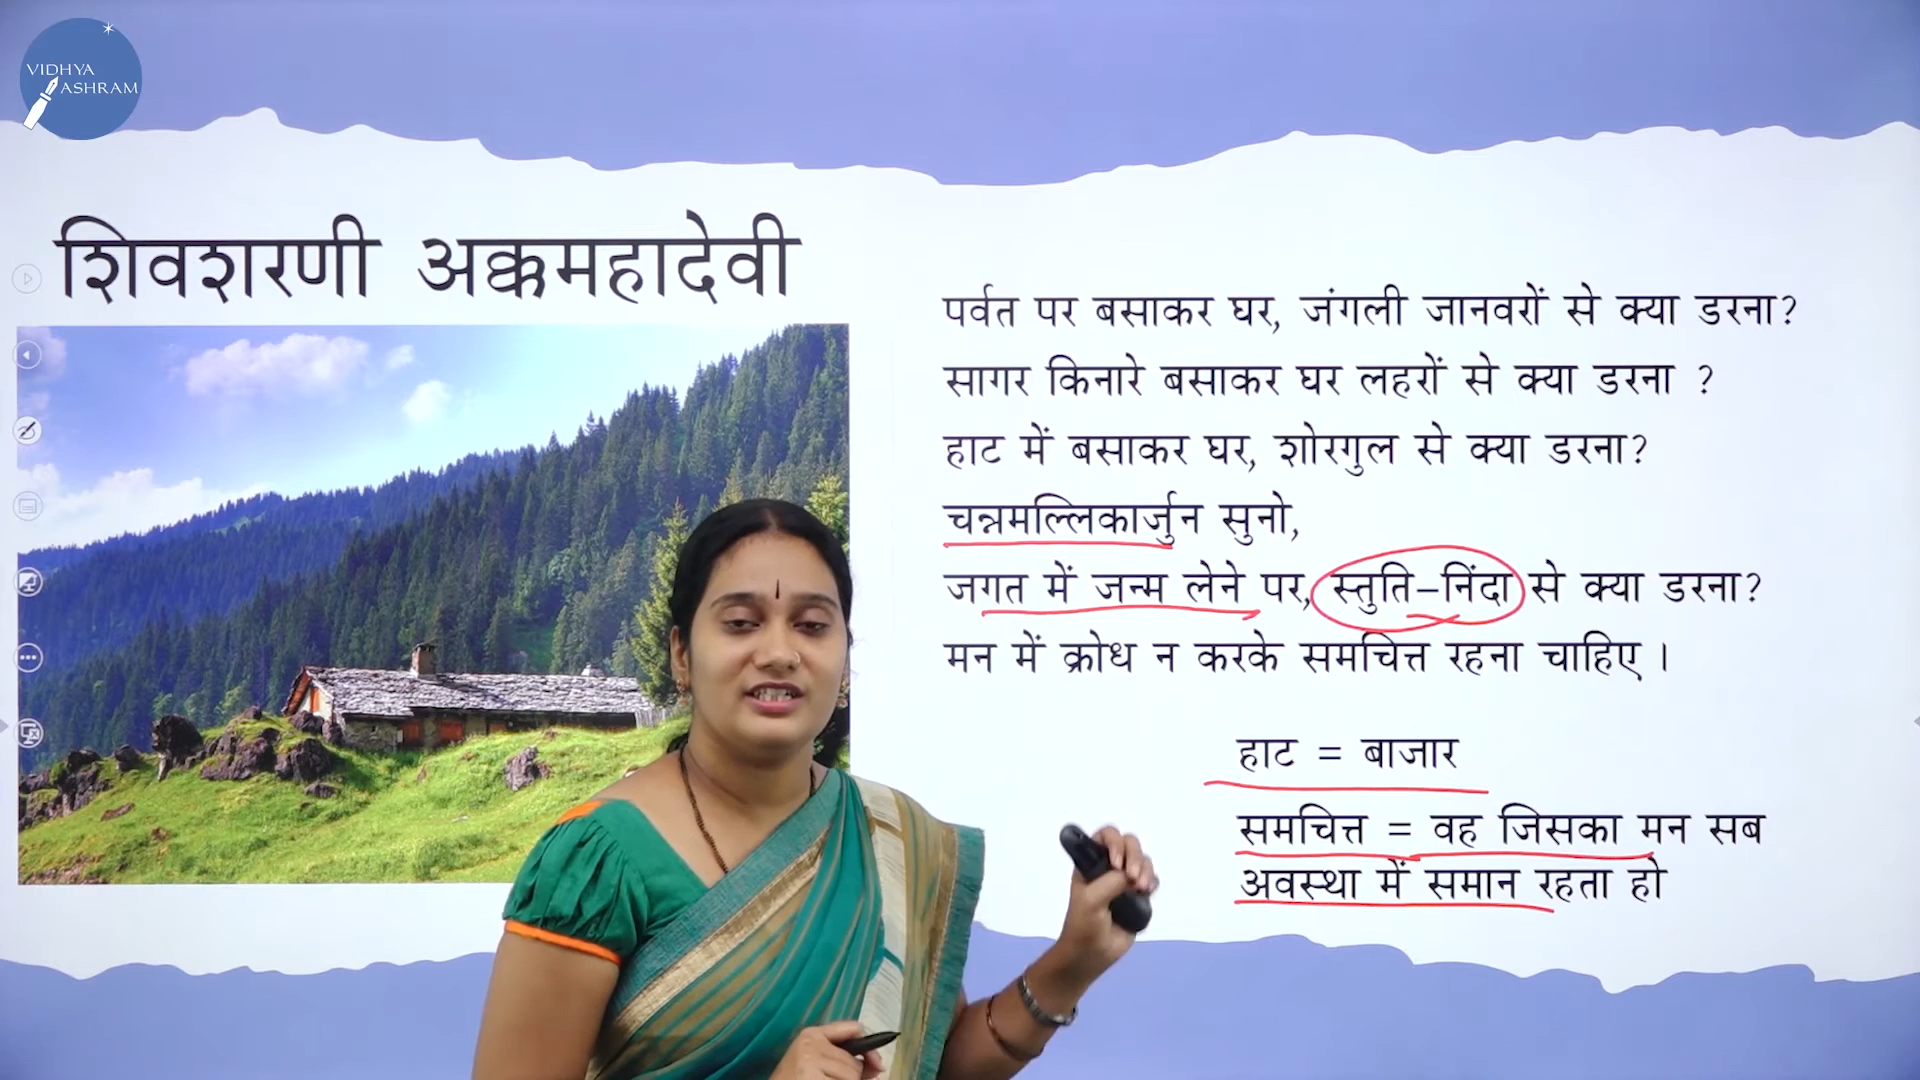 VIDHYA
ASHRAM
शिवशरणी अक्कमहादेवी
पर्वत पर बसाकर घर, जंगली जानवरों से क्या डरना?
सागर किनारे बसाकर घर लहरों से क्या डरना ?
हाट में बसाकर घर, शोरगुल से क्या डरना?
चन्नमल्लिकार्जुन सुनो,
जगत में जन्म लेने पर, स्तुति–निंदा से क्या डरना?
मन में क्रोध न करके समचित्त रहना चाहिए ।
हाट = बाजार
समचित्त = वह जिसका मन सब
अवस्था में समान रहता हो